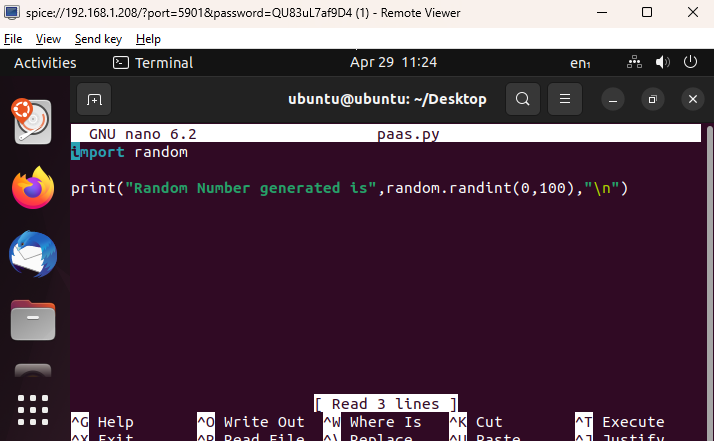 spice://192.168.1.208/?port=5901&password=QU83uL7af9D4 (1) - Remote Viewer
File View Send key Help
Activities Terminal Apr 29 11:24 en₁
ubuntu@ubuntu: ~/Desktop
GNU nano 6.2 paas.py
import random
print("Random Number generated is",random.randint(0,100),"\n")
[ Read 3 lines ]
^G Help ^O Write Out ^W Where Is ^K Cut ^T Execute
^X Exit ^R Read File ^\ Replace ^U Paste ^J Justify